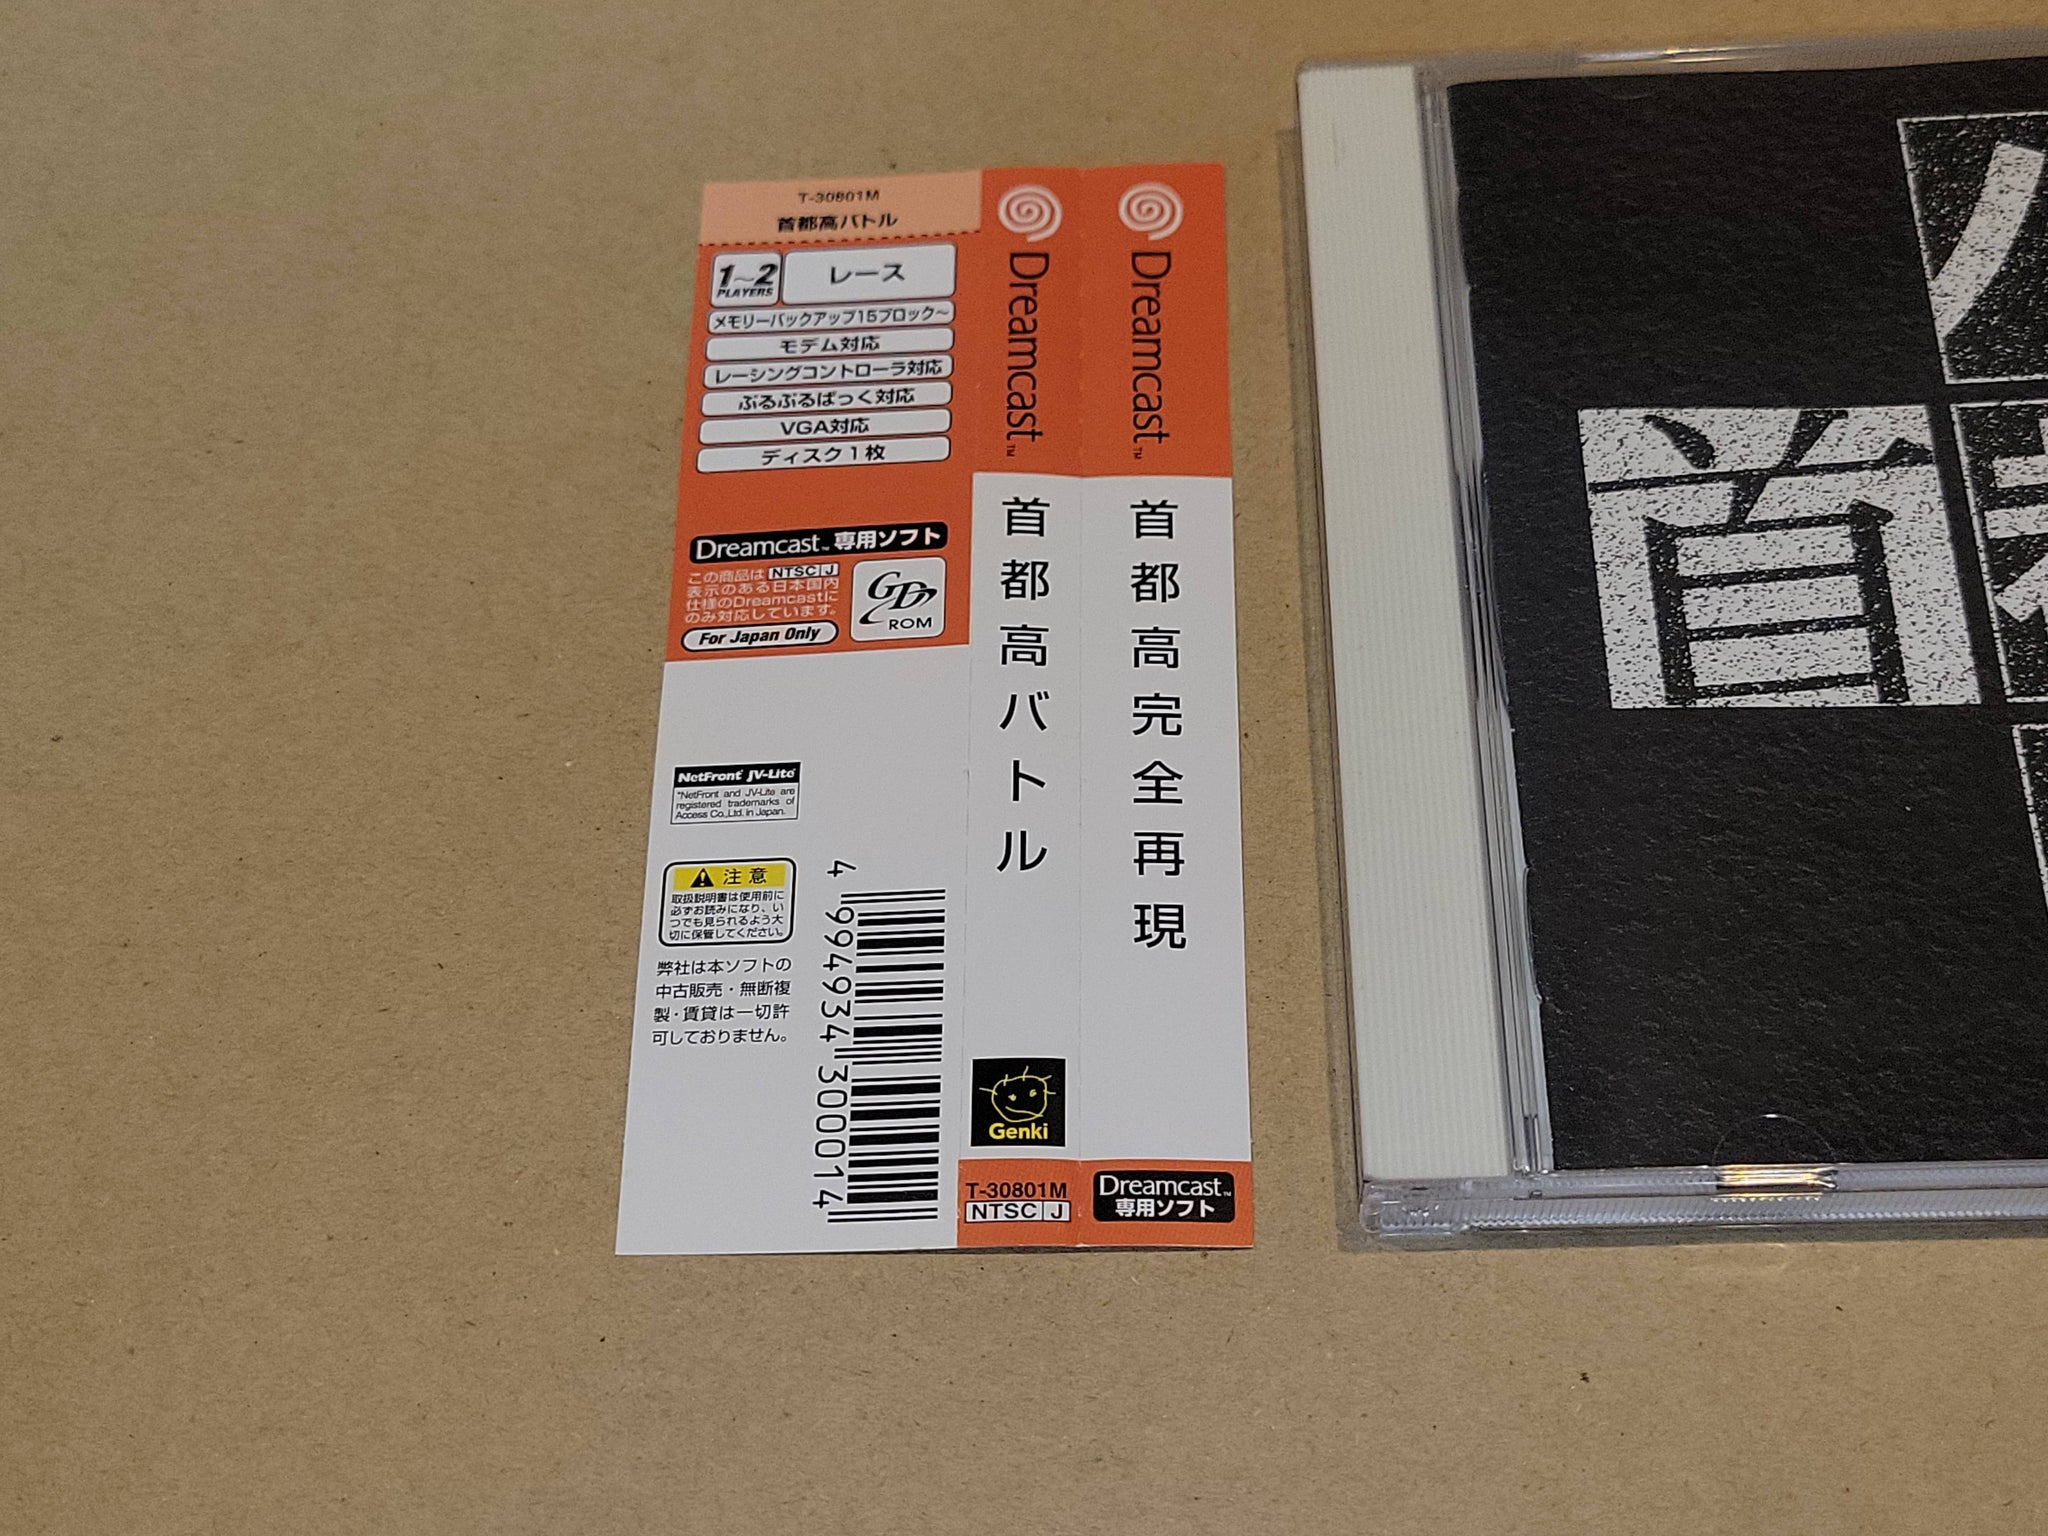 T-30801M
首都高バトル
1~2
PLAYERS
レース
メモリーバックアップ15ブロック~
モデム対応
レーシングコントローラ対応
ぷるぷるぱっく対応
VGA対応
ディスク1枚
Dreamcast™ 専用ソフト
この商品は NTSC J
表示のある日本国内
仕様のDreamcastに
のみ対応しています。
For Japan Only
GD
ROM
NetFront® JV-Lite®
*NetFront and JV-Lite are
registered trademarks of
Access Co.,Ltd. in Japan.
注意
取扱説明書は使用前に
必ずお読みになり、い
つでも見られるよう大
切に保管してください。
弊社は本ソフトの
中古販売・無断複
製・賃貸は一切許
可しておりません。
4 994934 300014
Dreamcast™
首都高バトル
Genki
T-30801M
NTSC J
Dreamcast™
首都高完全再現
Dreamcast™
専用ソフト
首